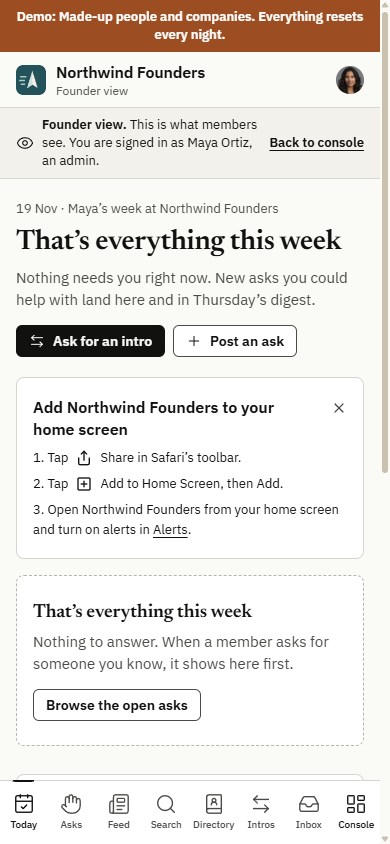 Demo: Made-up people and companies. Everything resets
every night.
Northwind Founders
Founder view
Founder view. This is what members
see. You are signed in as Maya Ortiz,
an admin.
Back to console
19 Nov · Maya’s week at Northwind Founders
That’s everything this week
Nothing needs you right now. New asks you could
help with land here and in Thursday’s digest.
Ask for an intro
Post an ask
Add Northwind Founders to your
home screen
1. Tap Share in Safari’s toolbar.
2. Tap Add to Home Screen, then Add.
3. Open Northwind Founders from your home screen
and turn on alerts in Alerts.
That’s everything this week
Nothing to answer. When a member asks for
someone you know, it shows here first.
Browse the open asks
Today
Asks
Feed
Search
Directory
Intros
Inbox
Console